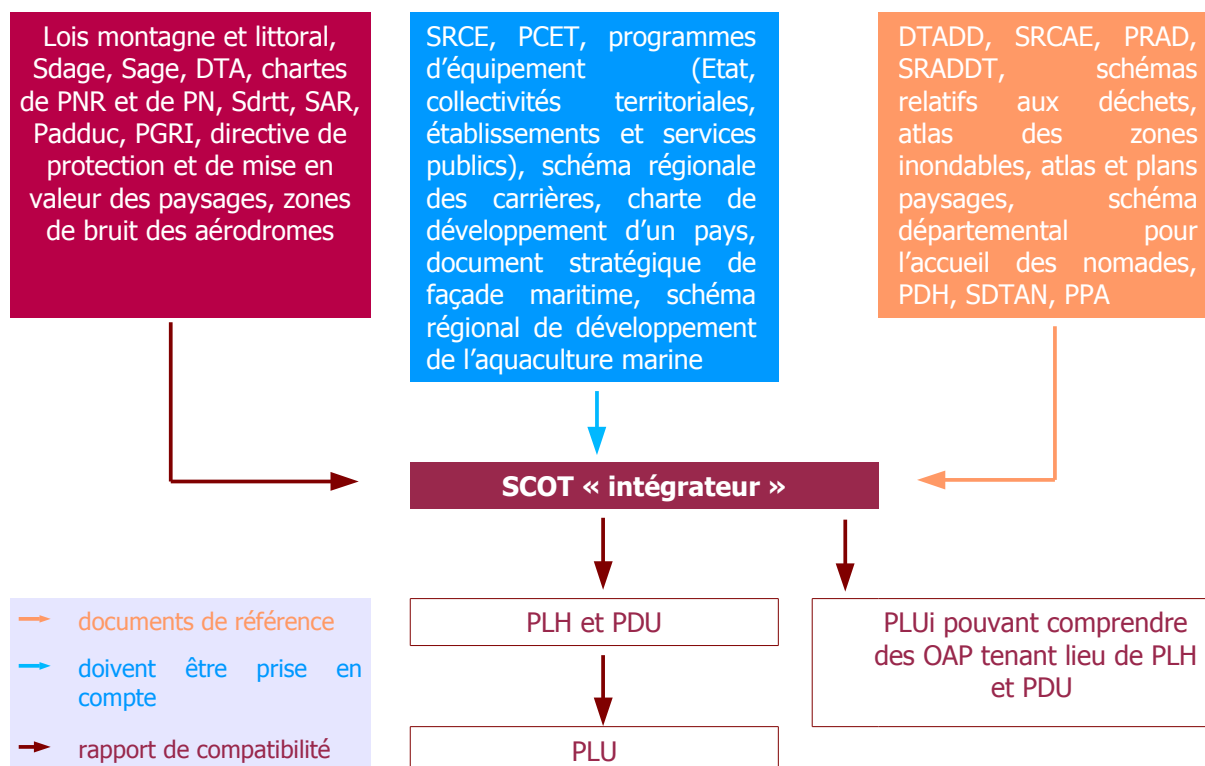 Lois montagne et littoral,
Sdage, Sage, DTA, chartes
de PNR et de PN, Sdrtt, SAR,
Padduc, PGRI, directive de
protection et de mise en
valeur des paysages, zones
de bruit des aérodromes
SRCE, PCET, programmes
d'équipement (Etat,
collectivités territoriales,
établissements et services
publics), schéma régionale
des carrières, charte de
développement d'un pays,
document stratégique de
façade maritime, schéma
régional de développement
de l'aquaculture marine
DTADD, SRCAE, PRAD,
SRADDT, schémas
relatifs aux déchets,
atlas des zones
inondables, atlas et plans
paysages, schéma
départemental pour
l'accueil des nomades,
PDH, SDTAN, PPA
SCOT « intégrateur »
documents de référence
doivent être prise en
compte
rapport de compatibilité
PLH et PDU
PLU
PLUi pouvant comprendre
des OAP tenant lieu de PLH
et PDU